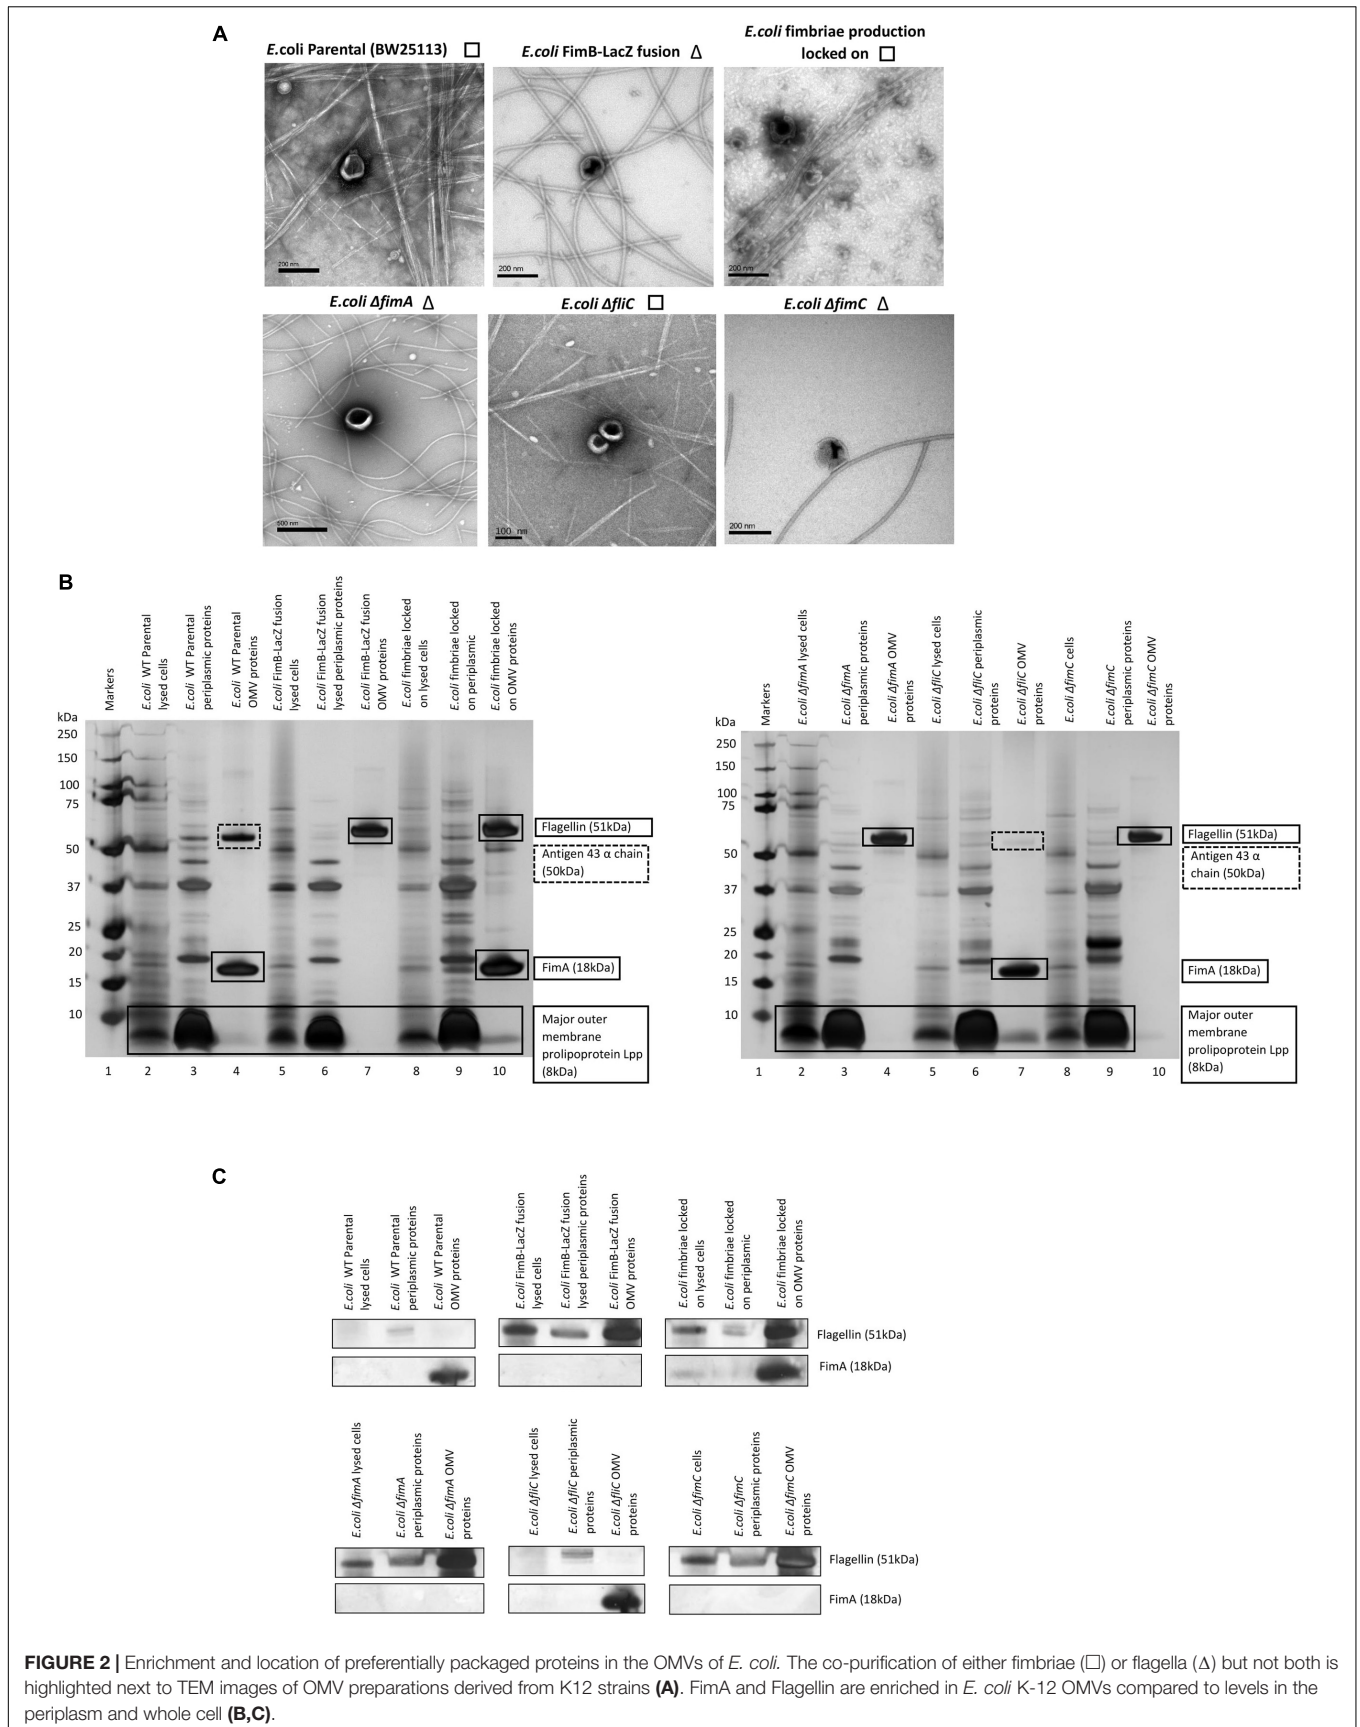 A
E.coli Parental (BW25113) □
E.coli FimB-LacZ fusion Δ
E.coli fimbriae production
locked on □
200 nm
200 nm
200 nm
E.coli ΔfimA Δ
E.coli ΔfliC □
E.coli ΔfimC Δ
500 nm
100 nm
200 nm
B
Markers
E.coli WT Parental
lysed cells
E.coli WT Parental
periplasmic proteins
E.coli WT Parental
OMV proteins
E.coli FimB-LacZ fusion
lysed cells
E.coli FimB-LacZ fusion
lysed periplasmic proteins
E.coli FimB-LacZ fusion
OMV proteins
E.coli fimbriae locked
on lysed cells
E.coli fimbriae locked
on periplasmic
E.coli fimbriae locked
on OMV proteins
kDa
250
150
100
75
50
37
25
20
15
10
Flagellin (51kDa)
Antigen 43 α chain
(50kDa)
FimA (18kDa)
Major outer
membrane
prolipoprotein Lpp
(8kDa)
1 2 3 4 5 6 7 8 9 10
Markers
E.coli ΔfimA lysed cells
E.coli ΔfimA
periplasmic proteins
E.coli ΔfimA OMV
proteins
E.coli ΔfliC lysed cells
E.coli ΔfliC periplasmic
proteins
E.coli ΔfliC OMV
proteins
E.coli ΔfimC cells
E.coli ΔfimC
periplasmic proteins
E.coli ΔfimC OMV
proteins
kDa
250
150
100
75
50
37
25
20
15
10
Flagellin (51kDa)
Antigen 43 α
chain (50kDa)
FimA (18kDa)
Major outer
membrane
prolipoprotein Lpp
(8kDa)
1 2 3 4 5 6 7 8 9 10
C
E.coli WT Parental
lysed cells
E.coli WT Parental
periplasmic proteins
E.coli WT Parental
OMV proteins
E.coli FimB-LacZ fusion
lysed cells
E.coli FimB-LacZ fusion
lysed periplasmic proteins
E.coli FimB-LacZ fusion
OMV proteins
E.coli fimbriae locked
on lysed cells
E.coli fimbriae locked
on periplasmic
E.coli fimbriae locked
on OMV proteins
Flagellin (51kDa)
FimA (18kDa)
E.coli ΔfimA lysed cells
E.coli ΔfimA
periplasmic proteins
E.coli ΔfimA OMV
proteins
E.coli ΔfliC lysed cells
E.coli ΔfliC periplasmic
proteins
E.coli ΔfliC OMV
proteins
E.coli ΔfimC cells
E.coli ΔfimC
periplasmic proteins
E.coli ΔfimC OMV
proteins
Flagellin (51kDa)
FimA (18kDa)
FIGURE 2 | Enrichment and location of preferentially packaged proteins in the OMVs of E. coli. The co-purification of either fimbriae (□) or flagella (Δ) but not both is
highlighted next to TEM images of OMV preparations derived from K12 strains (A). FimA and Flagellin are enriched in E. coli K-12 OMVs compared to levels in the
periplasm and whole cell (B,C).